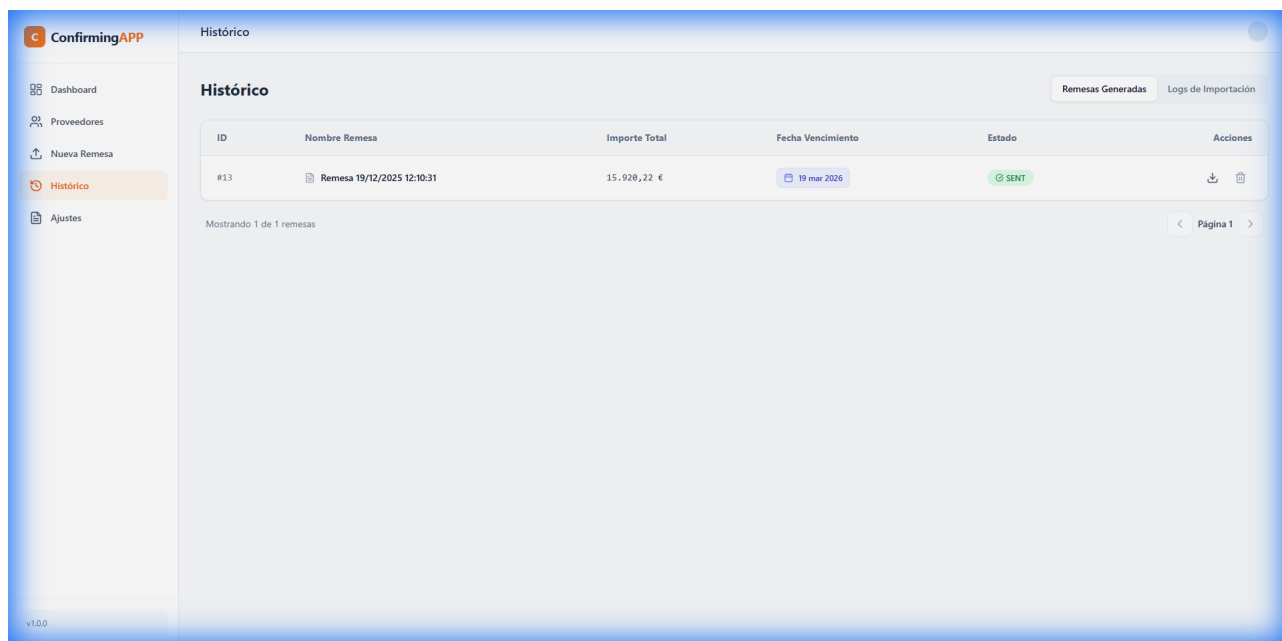 C ConfirmingAPP
Histórico
Dashboard
Proveedores
Nueva Remesa
Histórico
Ajustes
v1.0.0
Histórico
Remesas Generadas Logs de Importación
ID Nombre Remesa Importe Total Fecha Vencimiento Estado Acciones
#13 Remesa 19/12/2025 12:10:31 15.920,22 € 19 mar 2026 SENT
Mostrando 1 de 1 remesas
Página 1